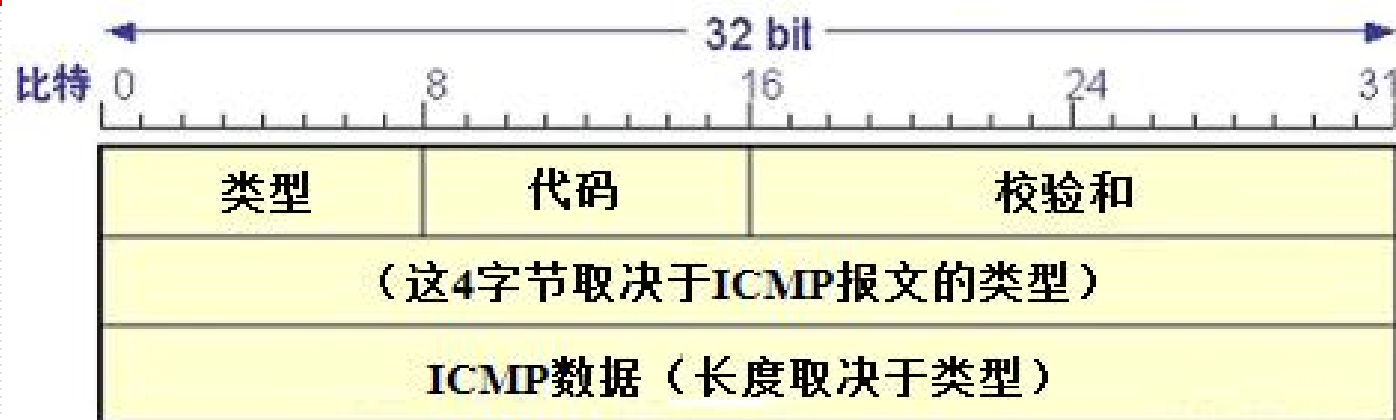 32 bit
比特 0 8 16 24 31
类型 代码 校验和
（这4字节取决于ICMP报文的类型）
ICMP数据（长度取决于类型）